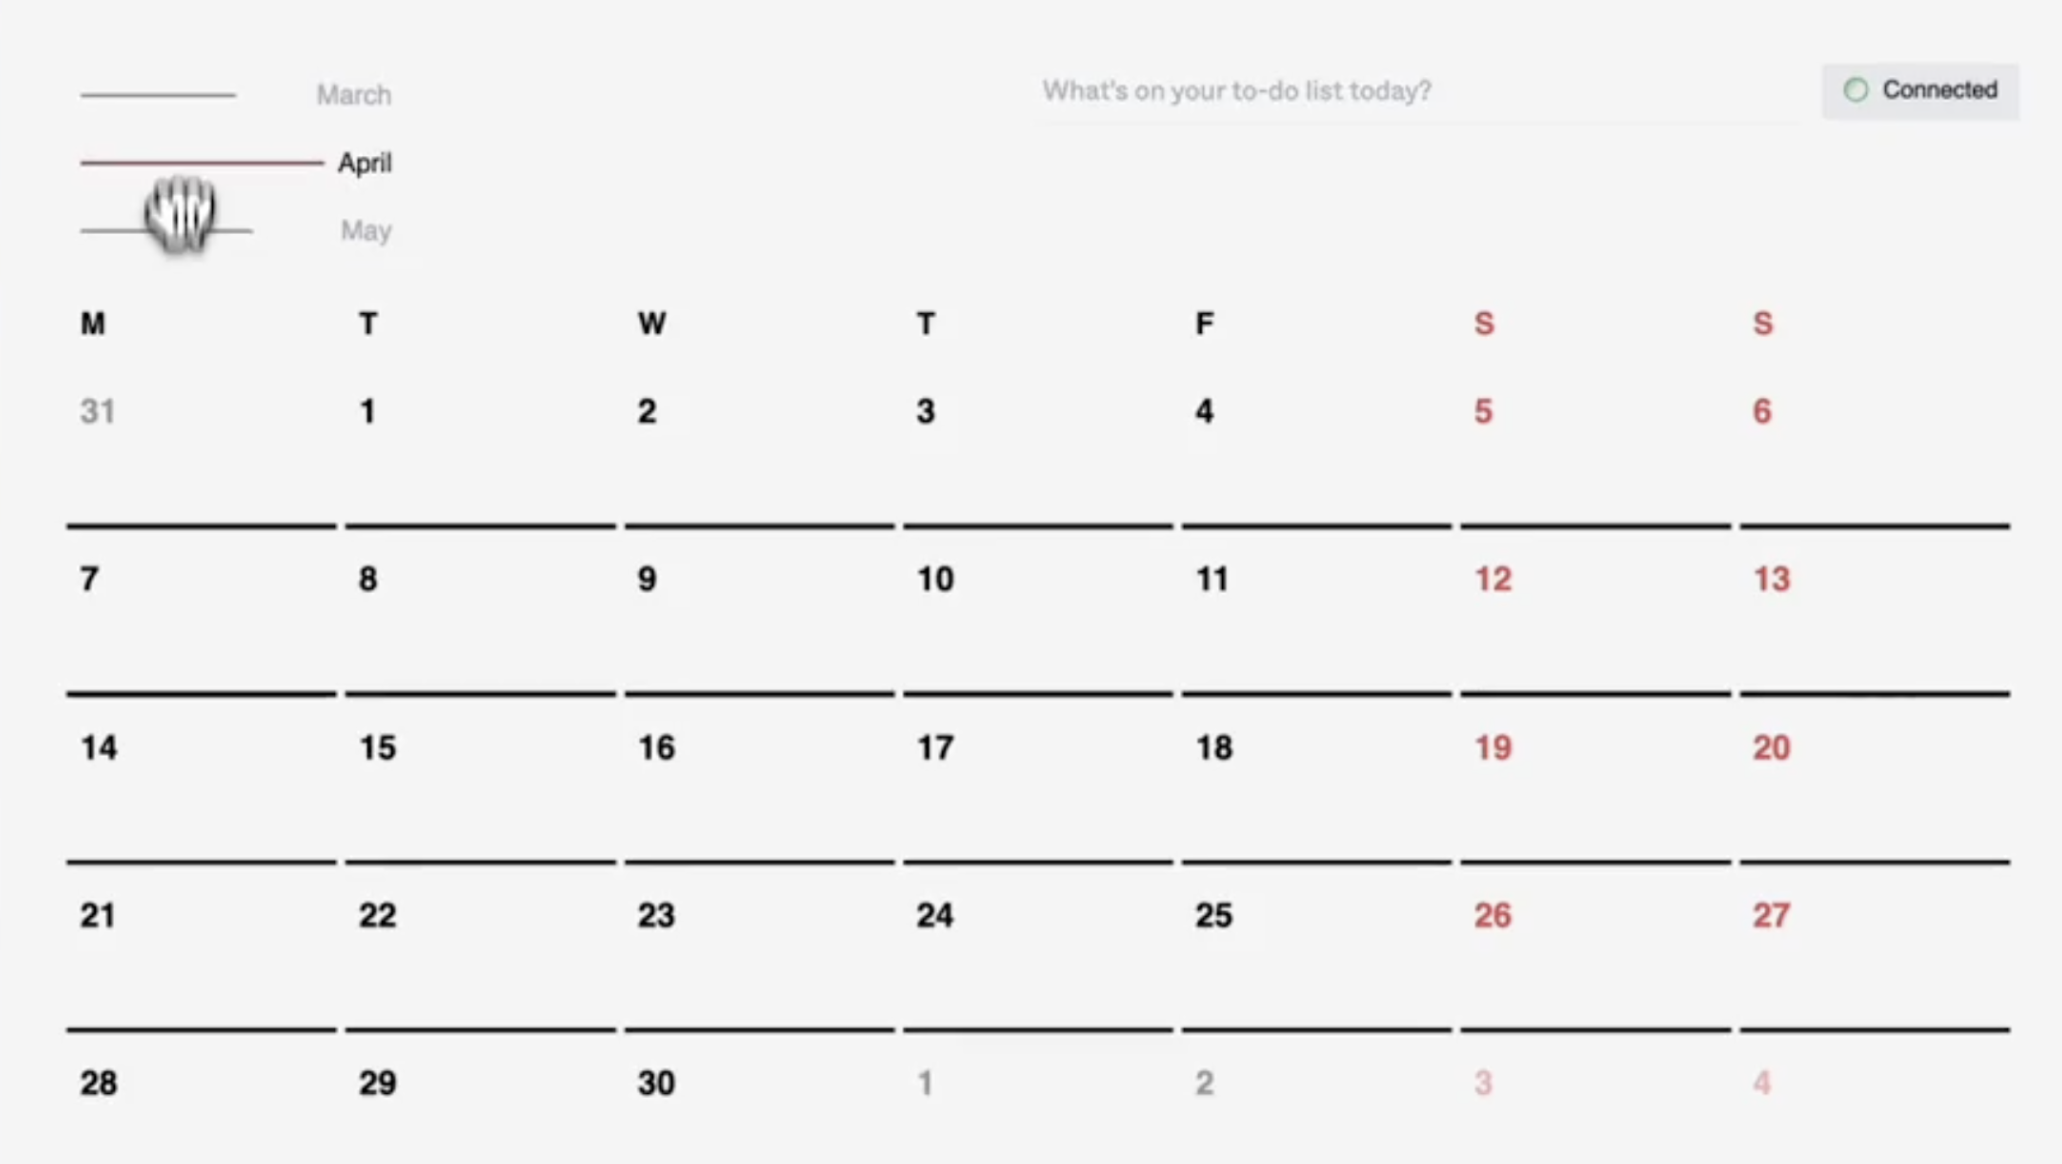 March
April
May
What's on your to-do list today?
Connected
M T W T F S S
31 1 2 3 4 5 6
7 8 9 10 11 12 13
14 15 16 17 18 19 20
21 22 23 24 25 26 27
28 29 30 1 2 3 4